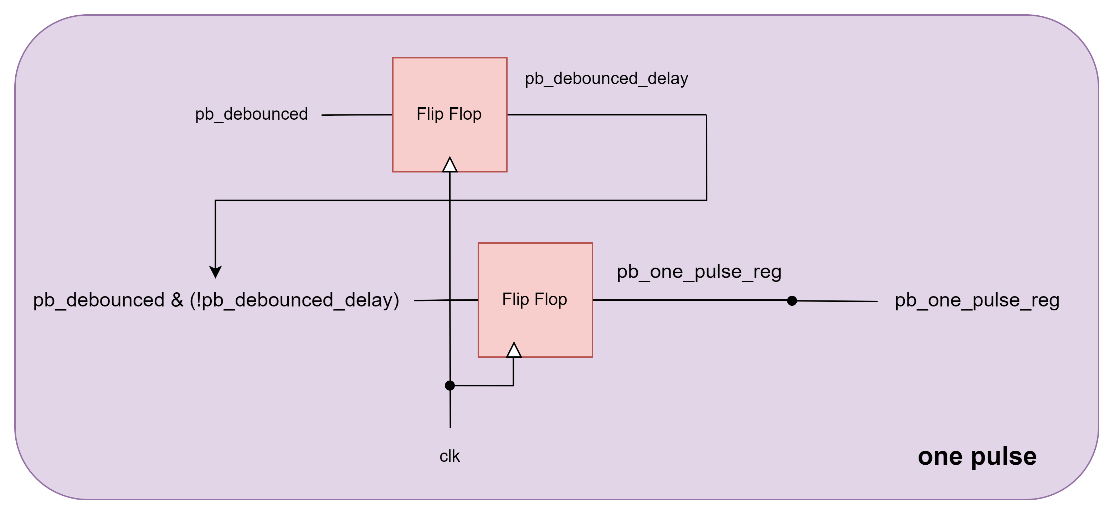 pb_debounced_delay
pb_debounced
Flip Flop
pb_one_pulse_reg
pb_debounced & (!pb_debounced_delay)
Flip Flop
pb_one_pulse_reg
clk
one pulse